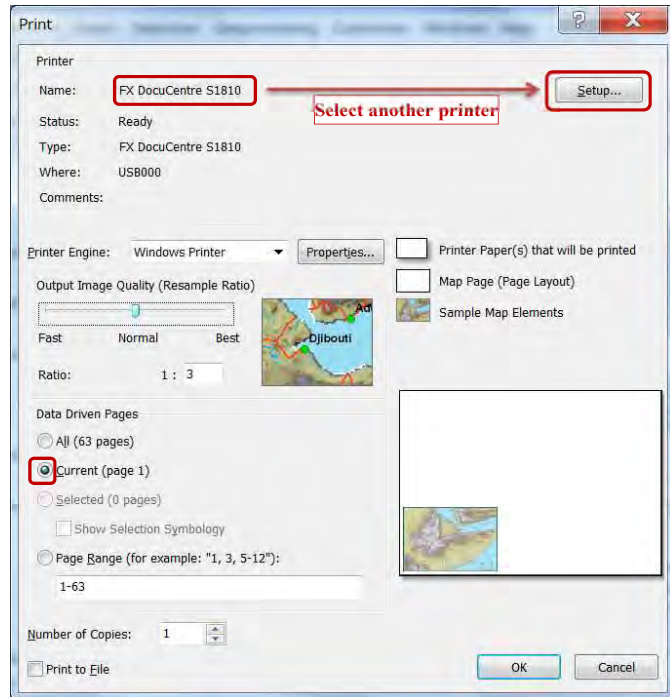 Print
Printer
Name: FX DocuCentre S1810 Setup...
Select another printer
Status: Ready
Type: FX DocuCentre S1810
Where: USB000
Comments:
Printer Engine: Windows Printer Properties... Printer Paper(s) that will be printed
Output Image Quality (Resample Ratio) Map Page (Page Layout)
Sample Map Elements
Fast Normal Best
Djibouti
Ratio: 1 : 3
Data Driven Pages
All (63 pages)
Current (page 1)
Selected (0 pages)
Show Selection Symbology
Page Range (for example: "1, 3, 5-12"):
1-63
Number of Copies: 1
Print to File OK Cancel